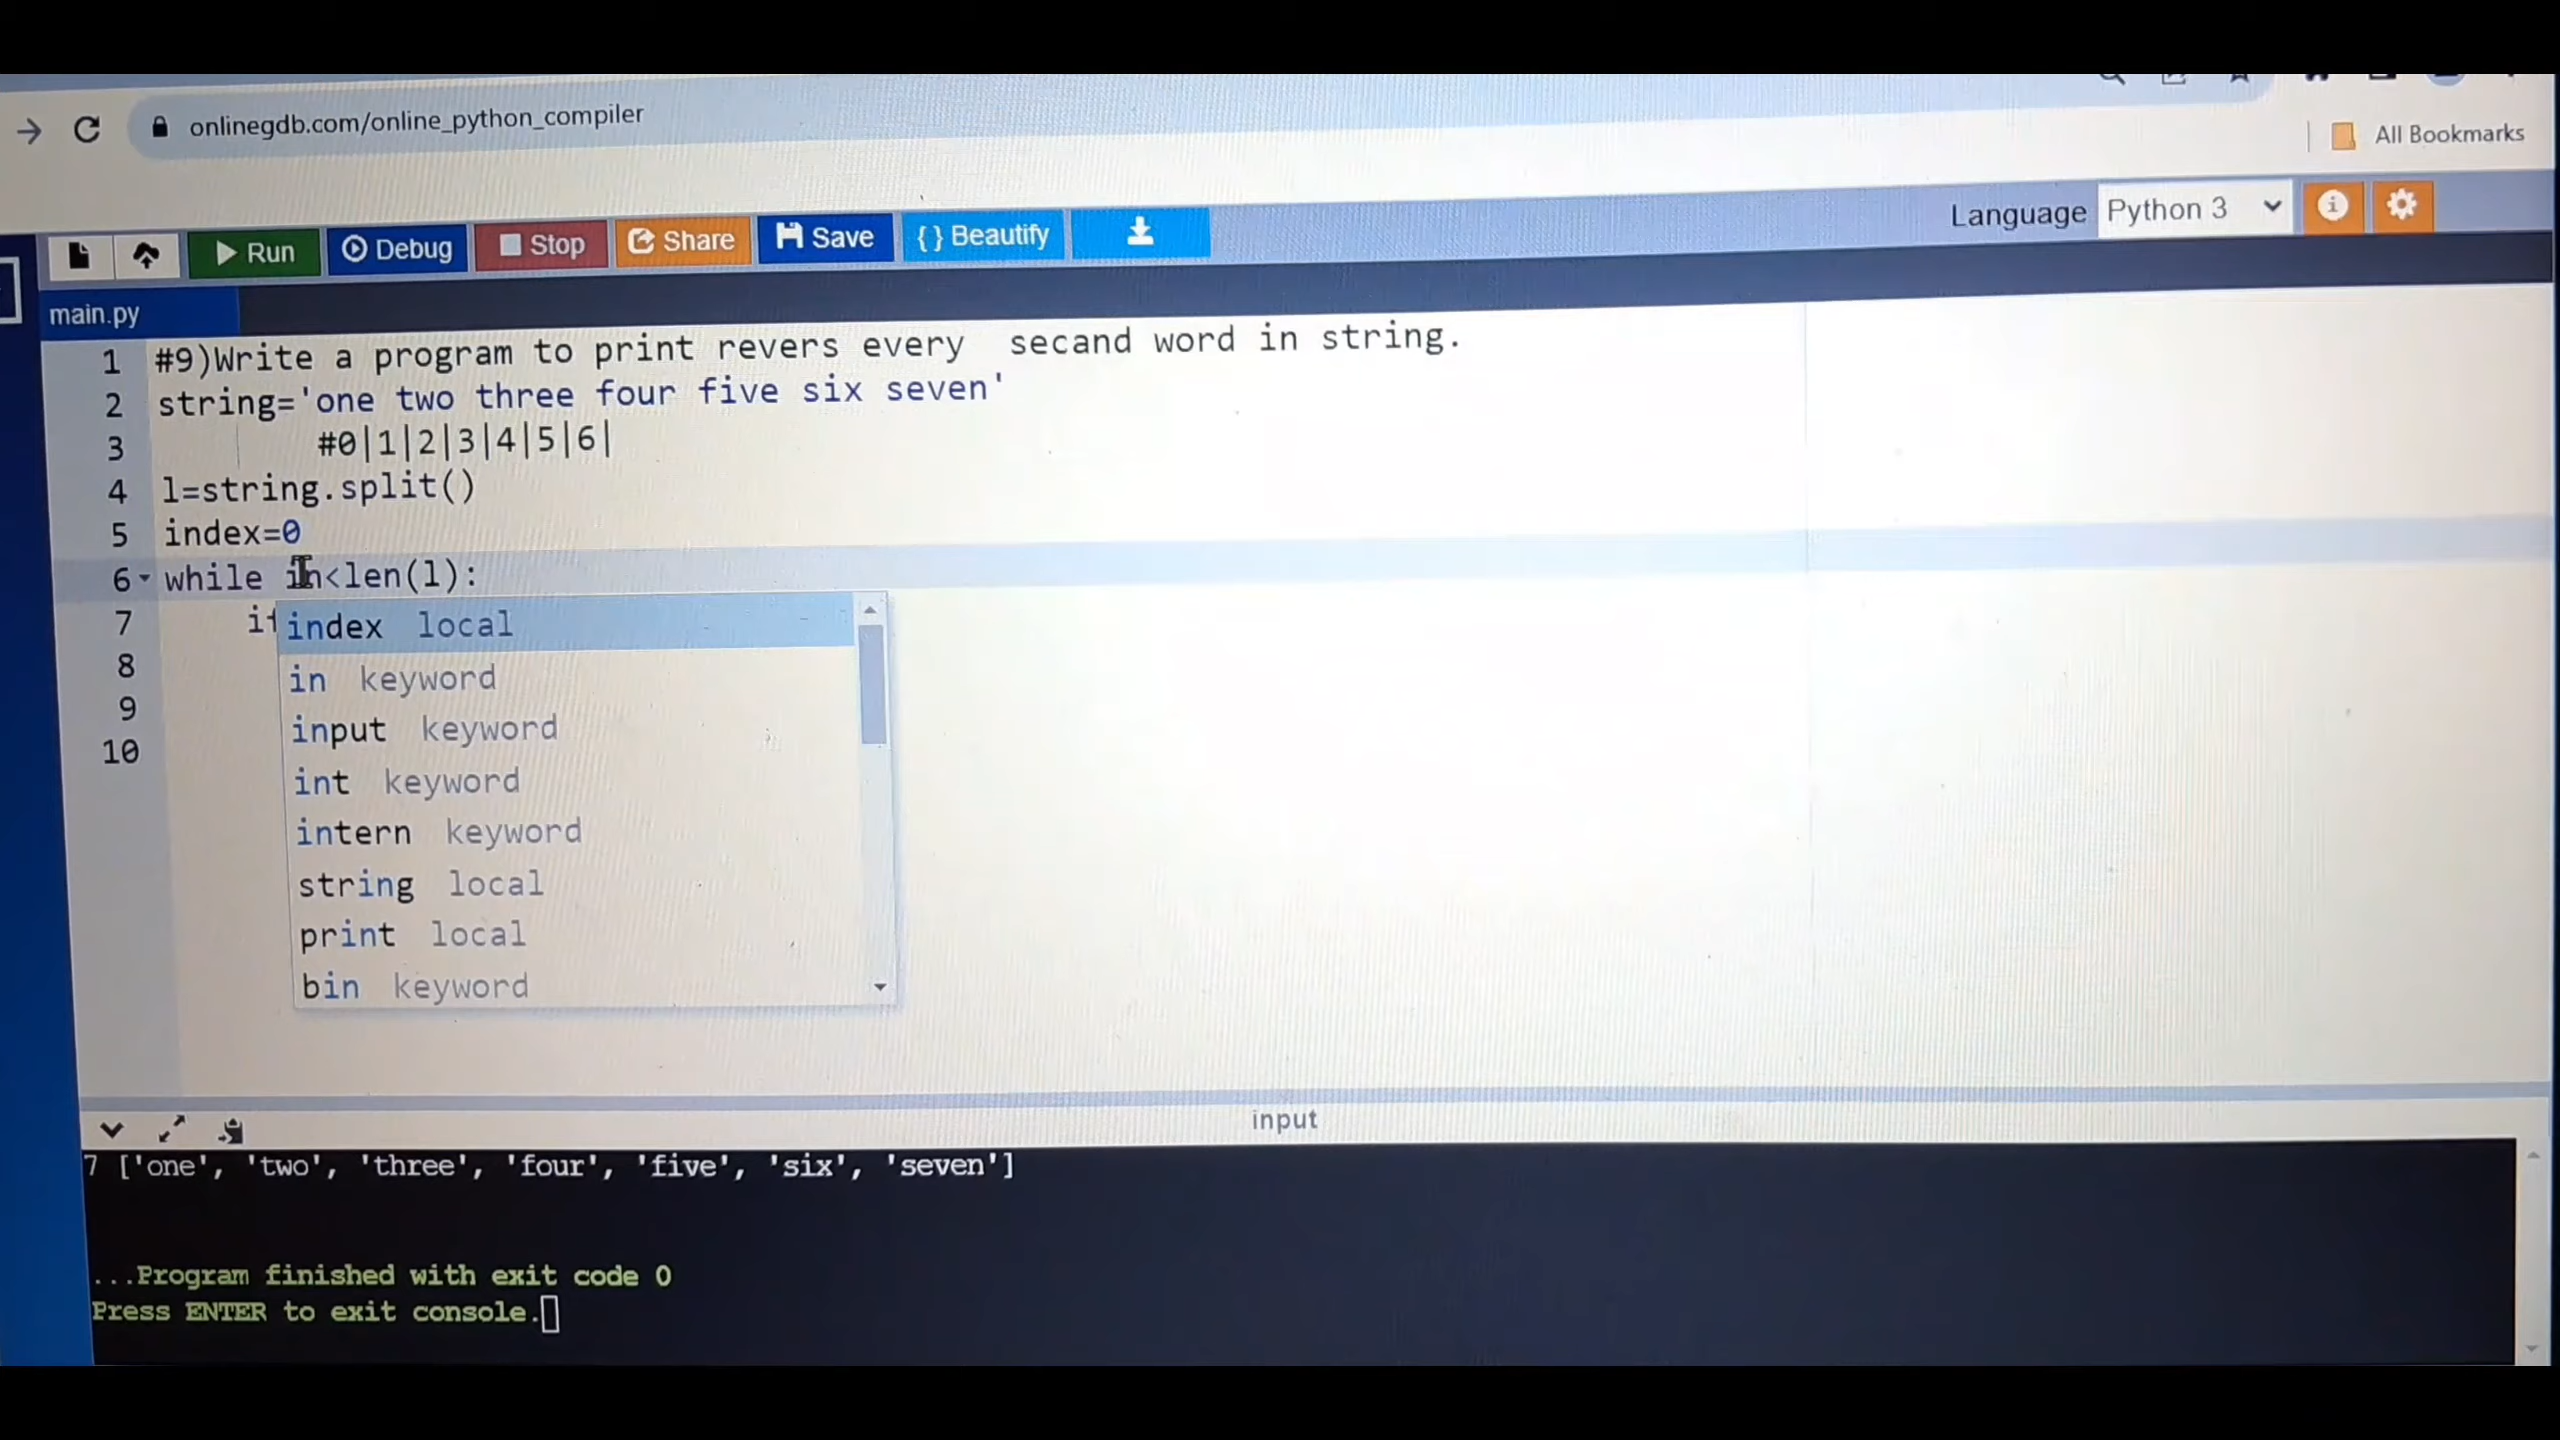 onlinegdb.com/online_python_compiler
All Bookmarks
Run
Debug
Stop
Share
Save
{ } Beautify
Language
Python 3
main.py
1 #9)Write a program to print revers every  secand word in string.
2 string='one two three four five six seven'
3 #0|1|2|3|4|5|6|
4 l=string.split()
5 index=0
6 while in<len(l):
7 if
index local
8
in keyword
9
input keyword
10
int keyword
intern keyword
string local
print local
bin keyword
input
7 ['one', 'two', 'three', 'four', 'five', 'six', 'seven']
...Program finished with exit code 0
Press ENTER to exit console.